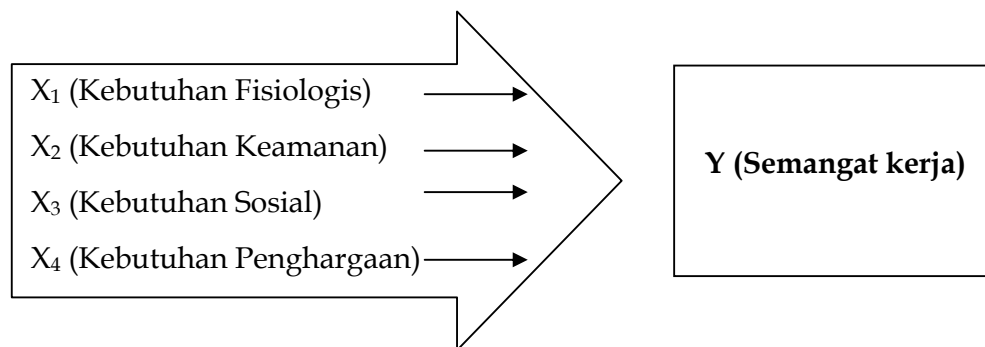 X₁ (Kebutuhan Fisiologis)
X₂ (Kebutuhan Keamanan)
X₃ (Kebutuhan Sosial)
X₄ (Kebutuhan Penghargaan)
Y (Semangat kerja)